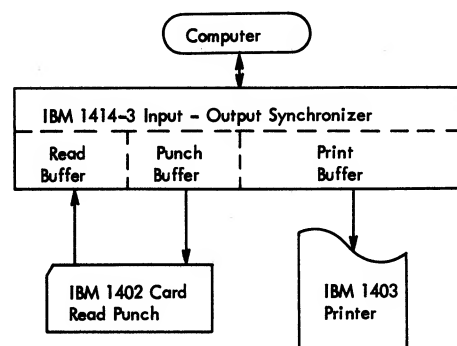 Computer
IBM 1414-3 Input - Output Synchronizer
Read Buffer
Punch Buffer
Print Buffer
IBM 1402 Card
Read Punch
IBM 1403
Printer